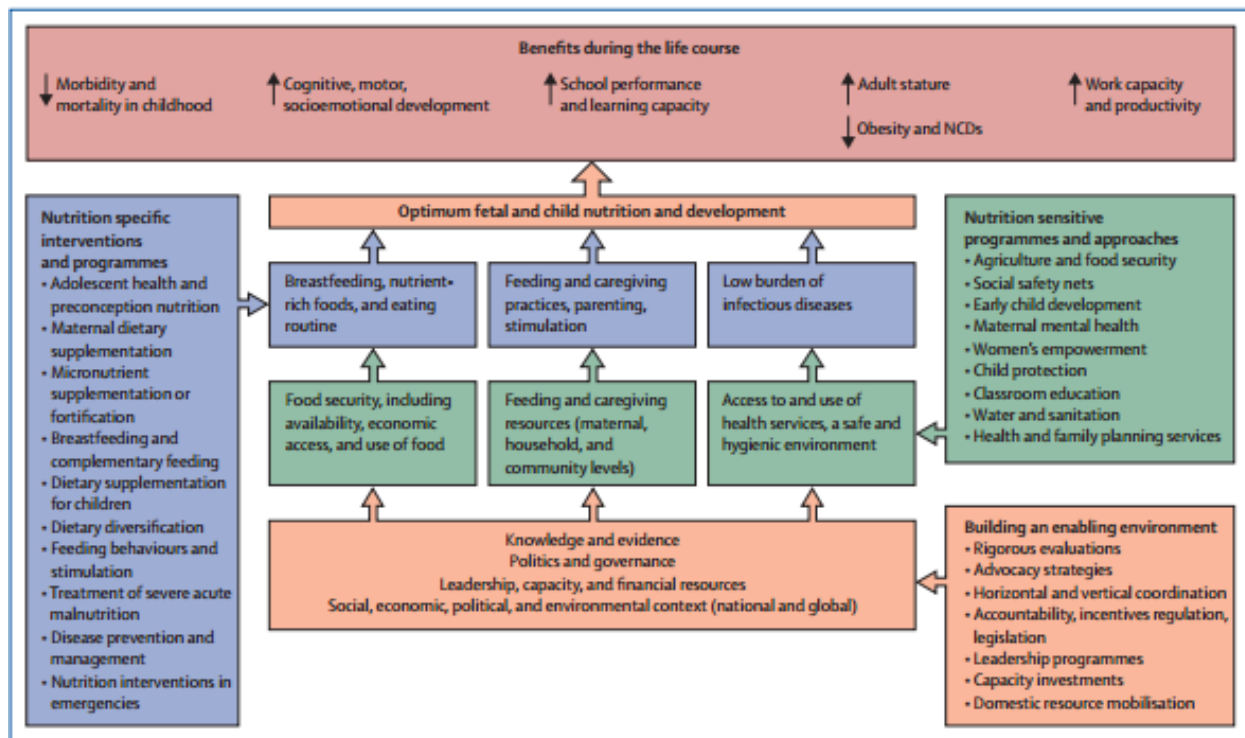 Benefits during the life course
Morbidity and
mortality in childhood
Cognitive, motor,
socioemotional development
School performance
and learning capacity
Adult stature
Obesity and NCDs
Work capacity
and productivity
Nutrition specific
interventions
and programmes
• Adolescent health and
preconception nutrition
• Maternal dietary
supplementation
• Micronutrient
supplementation or
fortification
• Breastfeeding and
complementary feeding
• Dietary supplementation
for children
• Dietary diversification
• Feeding behaviours and
stimulation
• Treatment of severe acute
malnutrition
• Disease prevention and
management
• Nutrition interventions in
emergencies
Optimum fetal and child nutrition and development
Breastfeeding, nutrient-
rich foods, and eating
routine
Feeding and caregiving
practices, parenting,
stimulation
Low burden of
infectious diseases
Food security, including
availability, economic
access, and use of food
Feeding and caregiving
resources (maternal,
household, and
community levels)
Access to and use of
health services, a safe and
hygienic environment
Knowledge and evidence
Politics and governance
Leadership, capacity, and financial resources
Social, economic, political, and environmental context (national and global)
Nutrition sensitive
programmes and approaches
• Agriculture and food security
• Social safety nets
• Early child development
• Maternal mental health
• Women's empowerment
• Child protection
• Classroom education
• Water and sanitation
• Health and family planning services
Building an enabling environment
• Rigorous evaluations
• Advocacy strategies
• Horizontal and vertical coordination
• Accountability, incentives regulation,
legislation
• Leadership programmes
• Capacity investments
• Domestic resource mobilisation